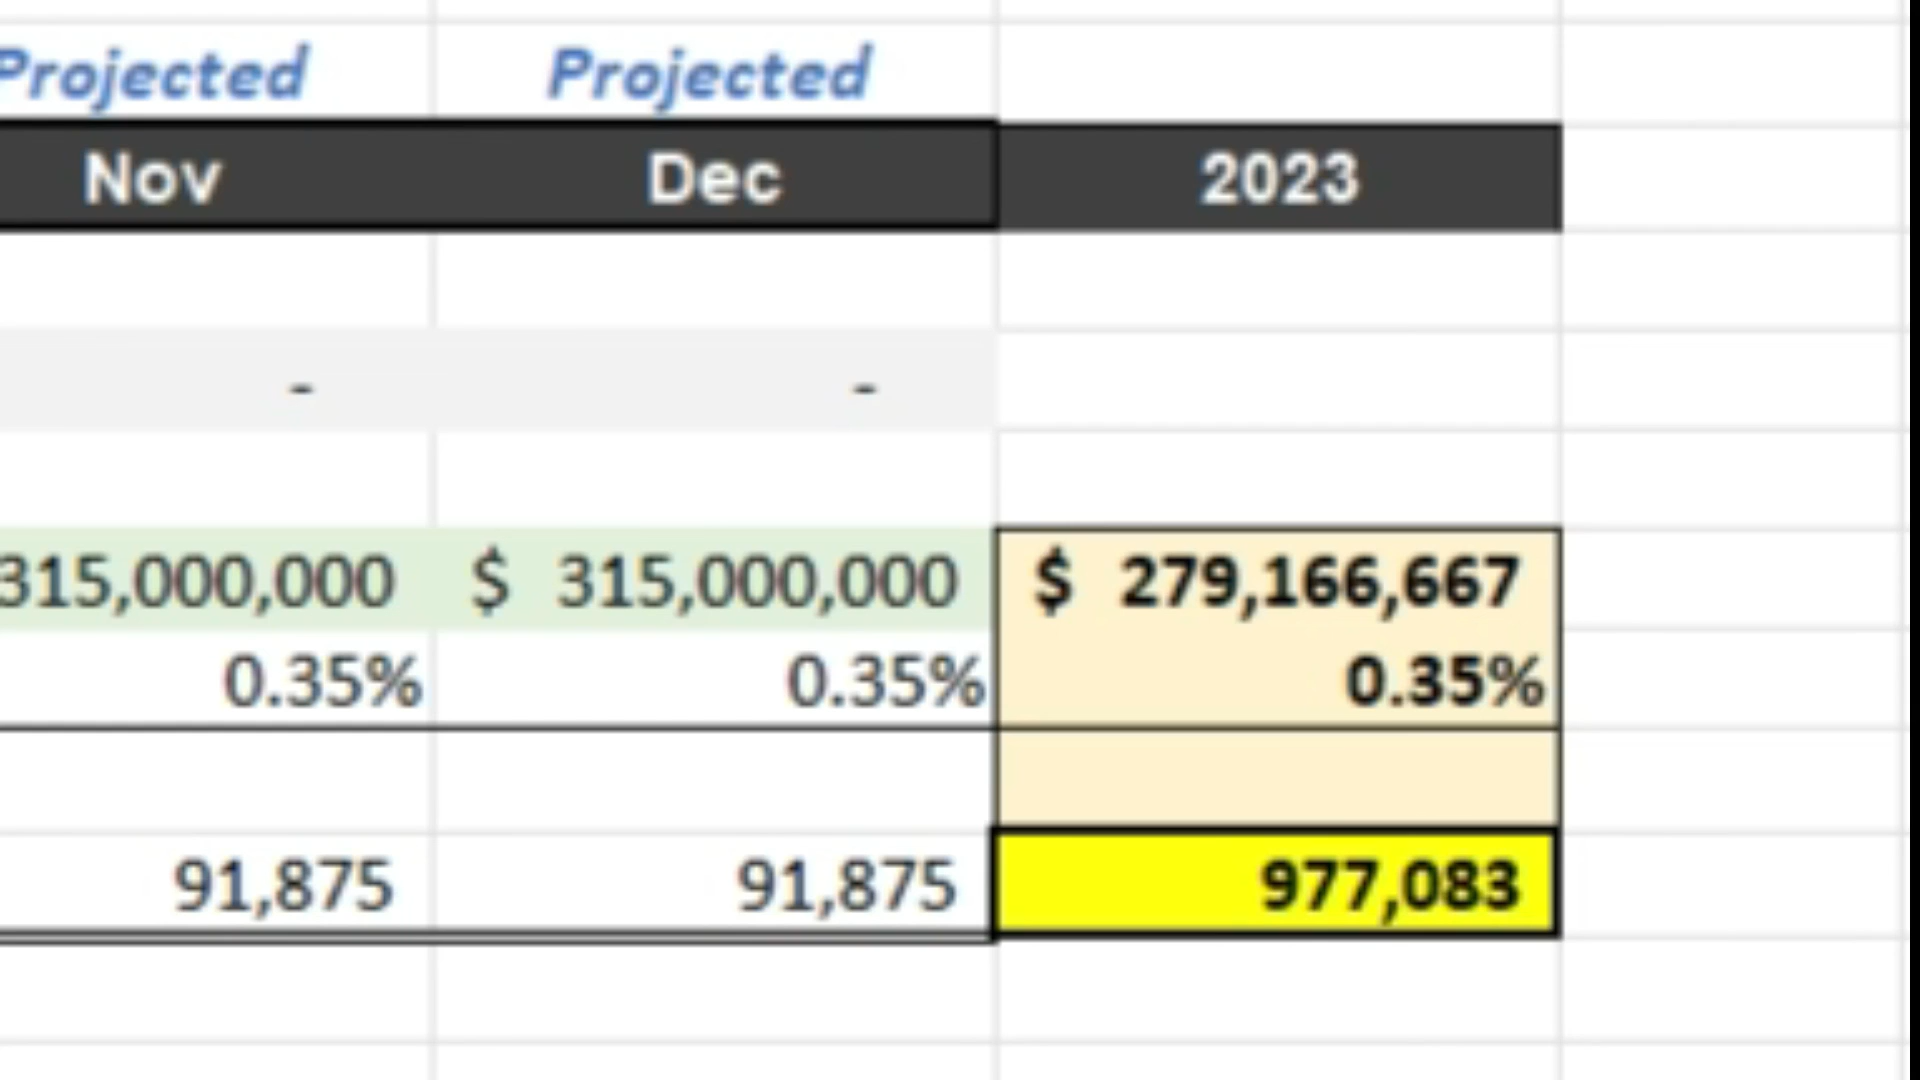 Projected Projected
Nov Dec 2023
- -
315,000,000 $ 315,000,000 $ 279,166,667
0.35% 0.35% 0.35%
91,875 91,875 977,083